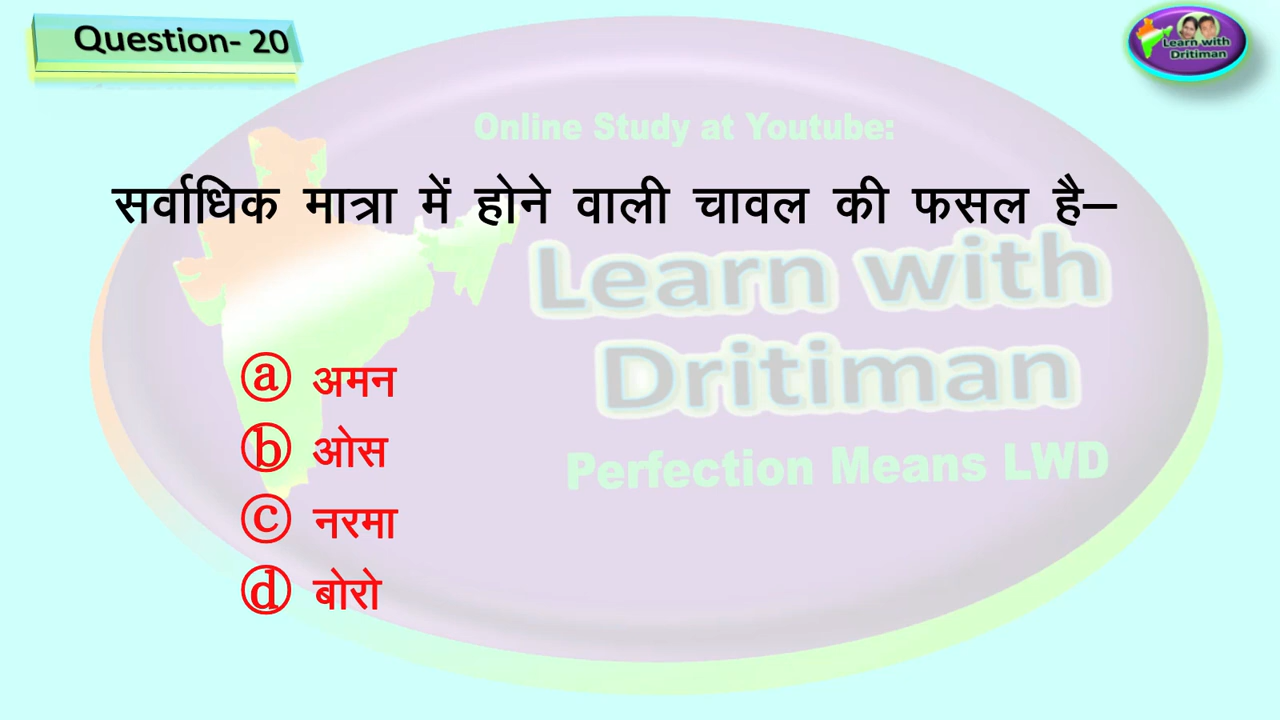 Question- 20
Learn with
Dritiman
Online Study at Youtube:
सर्वाधिक मात्रा में होने वाली चावल की फसल है–
Learn with
Dritiman
ⓐ अमन
ⓑ ओस
Perfection Means LWD
ⓒ नरमा
ⓓ बोरो